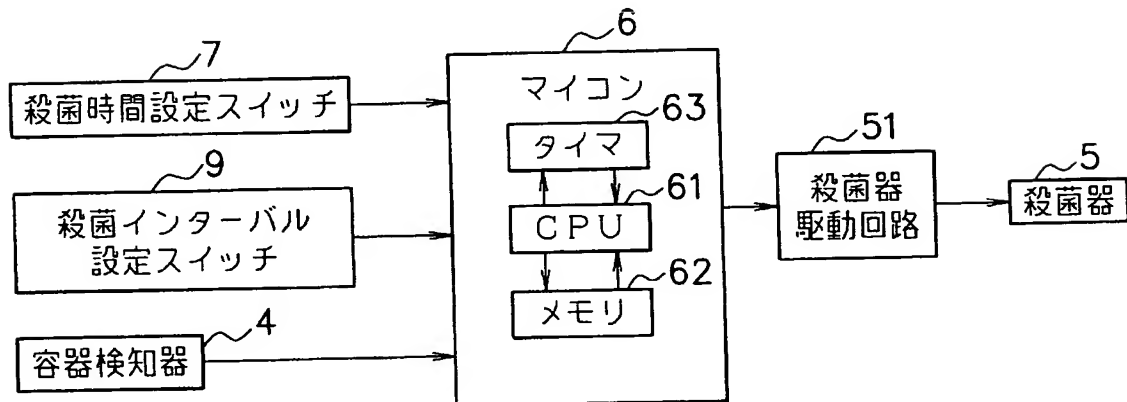 7
殺菌時間設定スイッチ
9
殺菌インターバル
設定スイッチ
4
容器検知器
6
マイコン
63
タイマ
61
CPU
62
メモリ
51
殺菌器
駆動回路
5
殺菌器